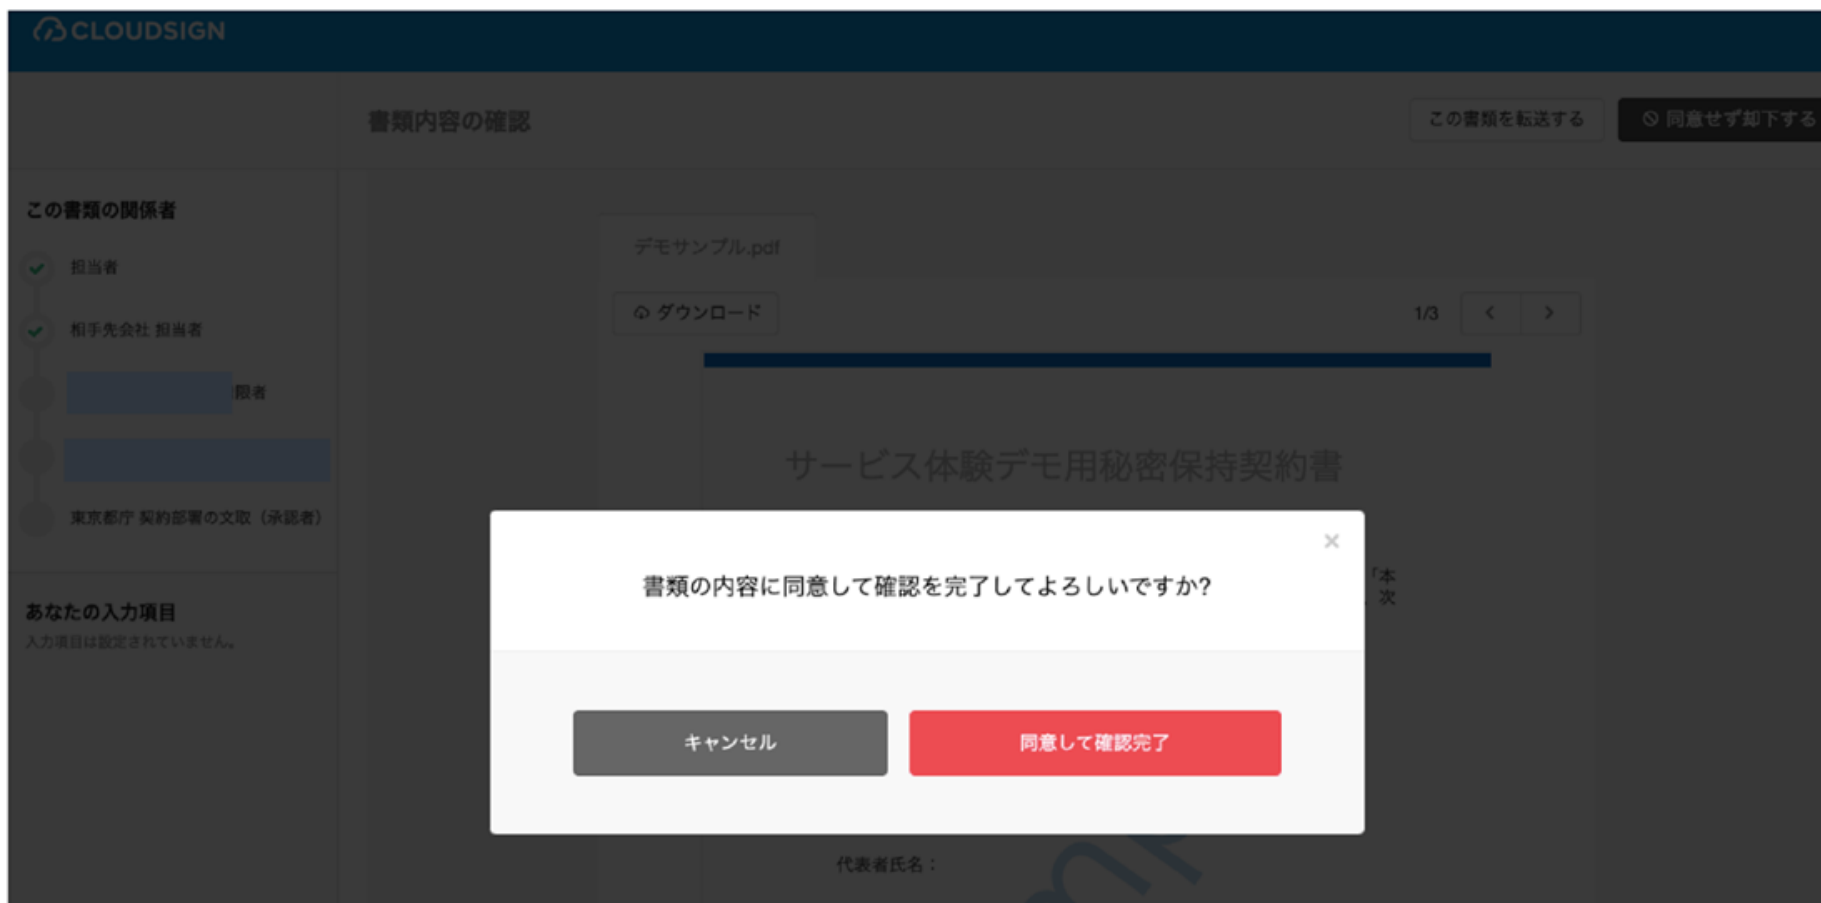 CLOUDSIGN
書類内容の確認
この書類を転送する
同意せず却下する
この書類の関係者
担当者
相手先会社 担当者
限者
東京都庁 契約部署の文取（承認者）
あなたの入力項目
入力項目は設定されていません。
デモサンプル.pdf
ダウンロード
1/3
サービス体験デモ用秘密保持契約書
「本
次
書類の内容に同意して確認を完了してよろしいですか?
キャンセル
同意して確認完了
代表者氏名：